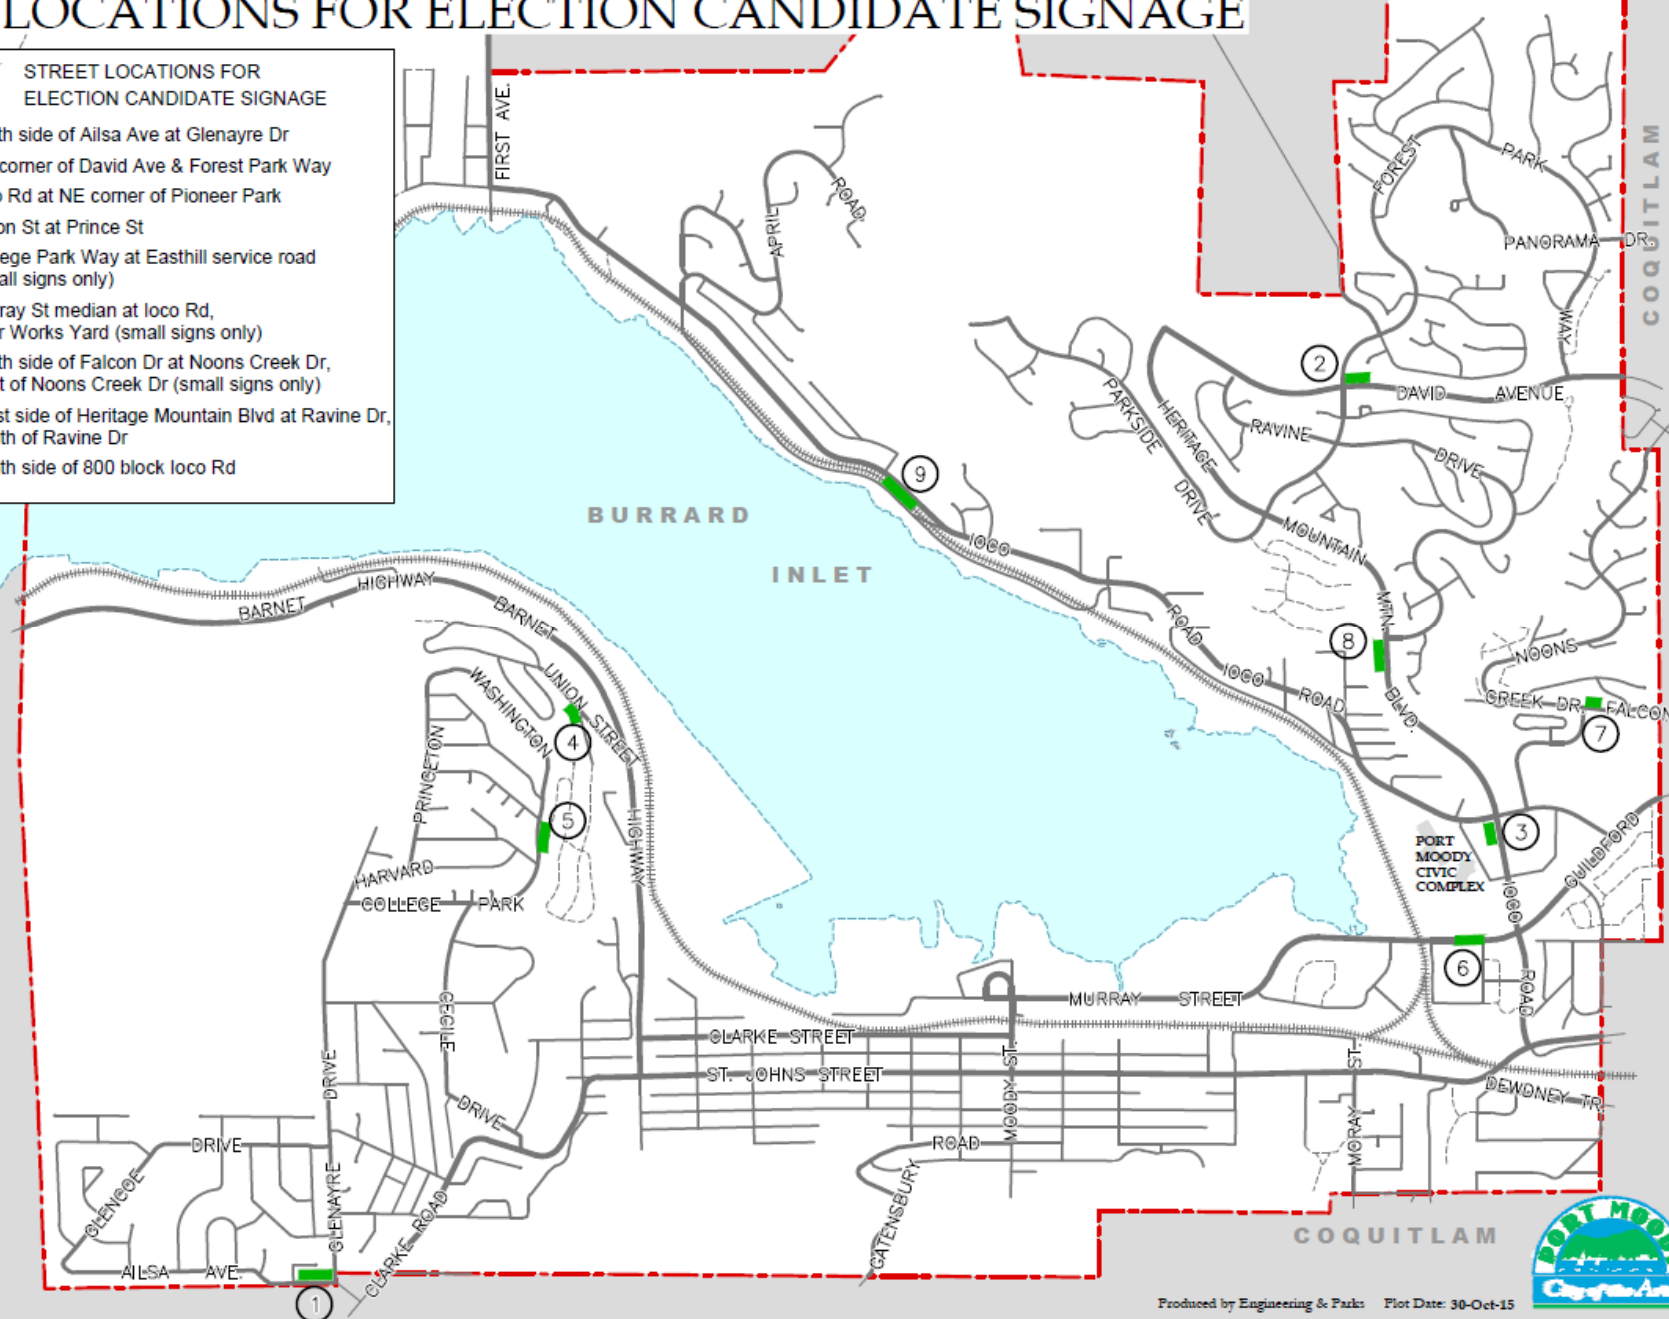 LOCATIONS FOR ELECTION CANDIDATE SIGNAGE
STREET LOCATIONS FOR
ELECTION CANDIDATE SIGNAGE
th side of Ailsa Ave at Glenayre Dr
corner of David Ave & Forest Park Way
o Rd at NE corner of Pioneer Park
on St at Prince St
ege Park Way at Easthill service road
all signs only)
ray St median at Ioco Rd,
r Works Yard (small signs only)
th side of Falcon Dr at Noons Creek Dr,
t of Noons Creek Dr (small signs only)
st side of Heritage Mountain Blvd at Ravine Dr,
th of Ravine Dr
th side of 800 block Ioco Rd
FIRST AVE.
APRIL
ROAD
FOREST
PARK
PANORAMA DR.
WAY
COQUITLAM
2
DAVID AVENUE
PARKSIDE
DRIVE
HERITAGE
MOUNTAIN
MTN.
BLVD.
RAVINE
DRIVE
9
BURRARD
INLET
IOCO
ROAD
IOCO
ROAD
8
NOONS
CREEK DR.
FALCON
7
BARNET
HIGHWAY
BARNET
HIGHWAY
WASHINGTON
UNION STREET
4
PRINCETON
5
HARVARD
COLLEGE PARK
3
PORT
MOODY
CIVIC
COMPLEX
IOCO
ROAD
GUILDFORD
6
CECILE
DRIVE
MURRAY STREET
CLARKE STREET
ST. JOHNS STREET
MOODY ST.
MORAY ST.
DEWDNEY TR.
DRIVE
GLENAYRE
GLENCOE
DRIVE
AILSA AVE.
1
CLARKE ROAD
ROAD
GATENSBURY
COQUITLAM
PORT MOODY
City of the Arts
Produced by Engineering & Parks Plot Date: 30-Oct-15